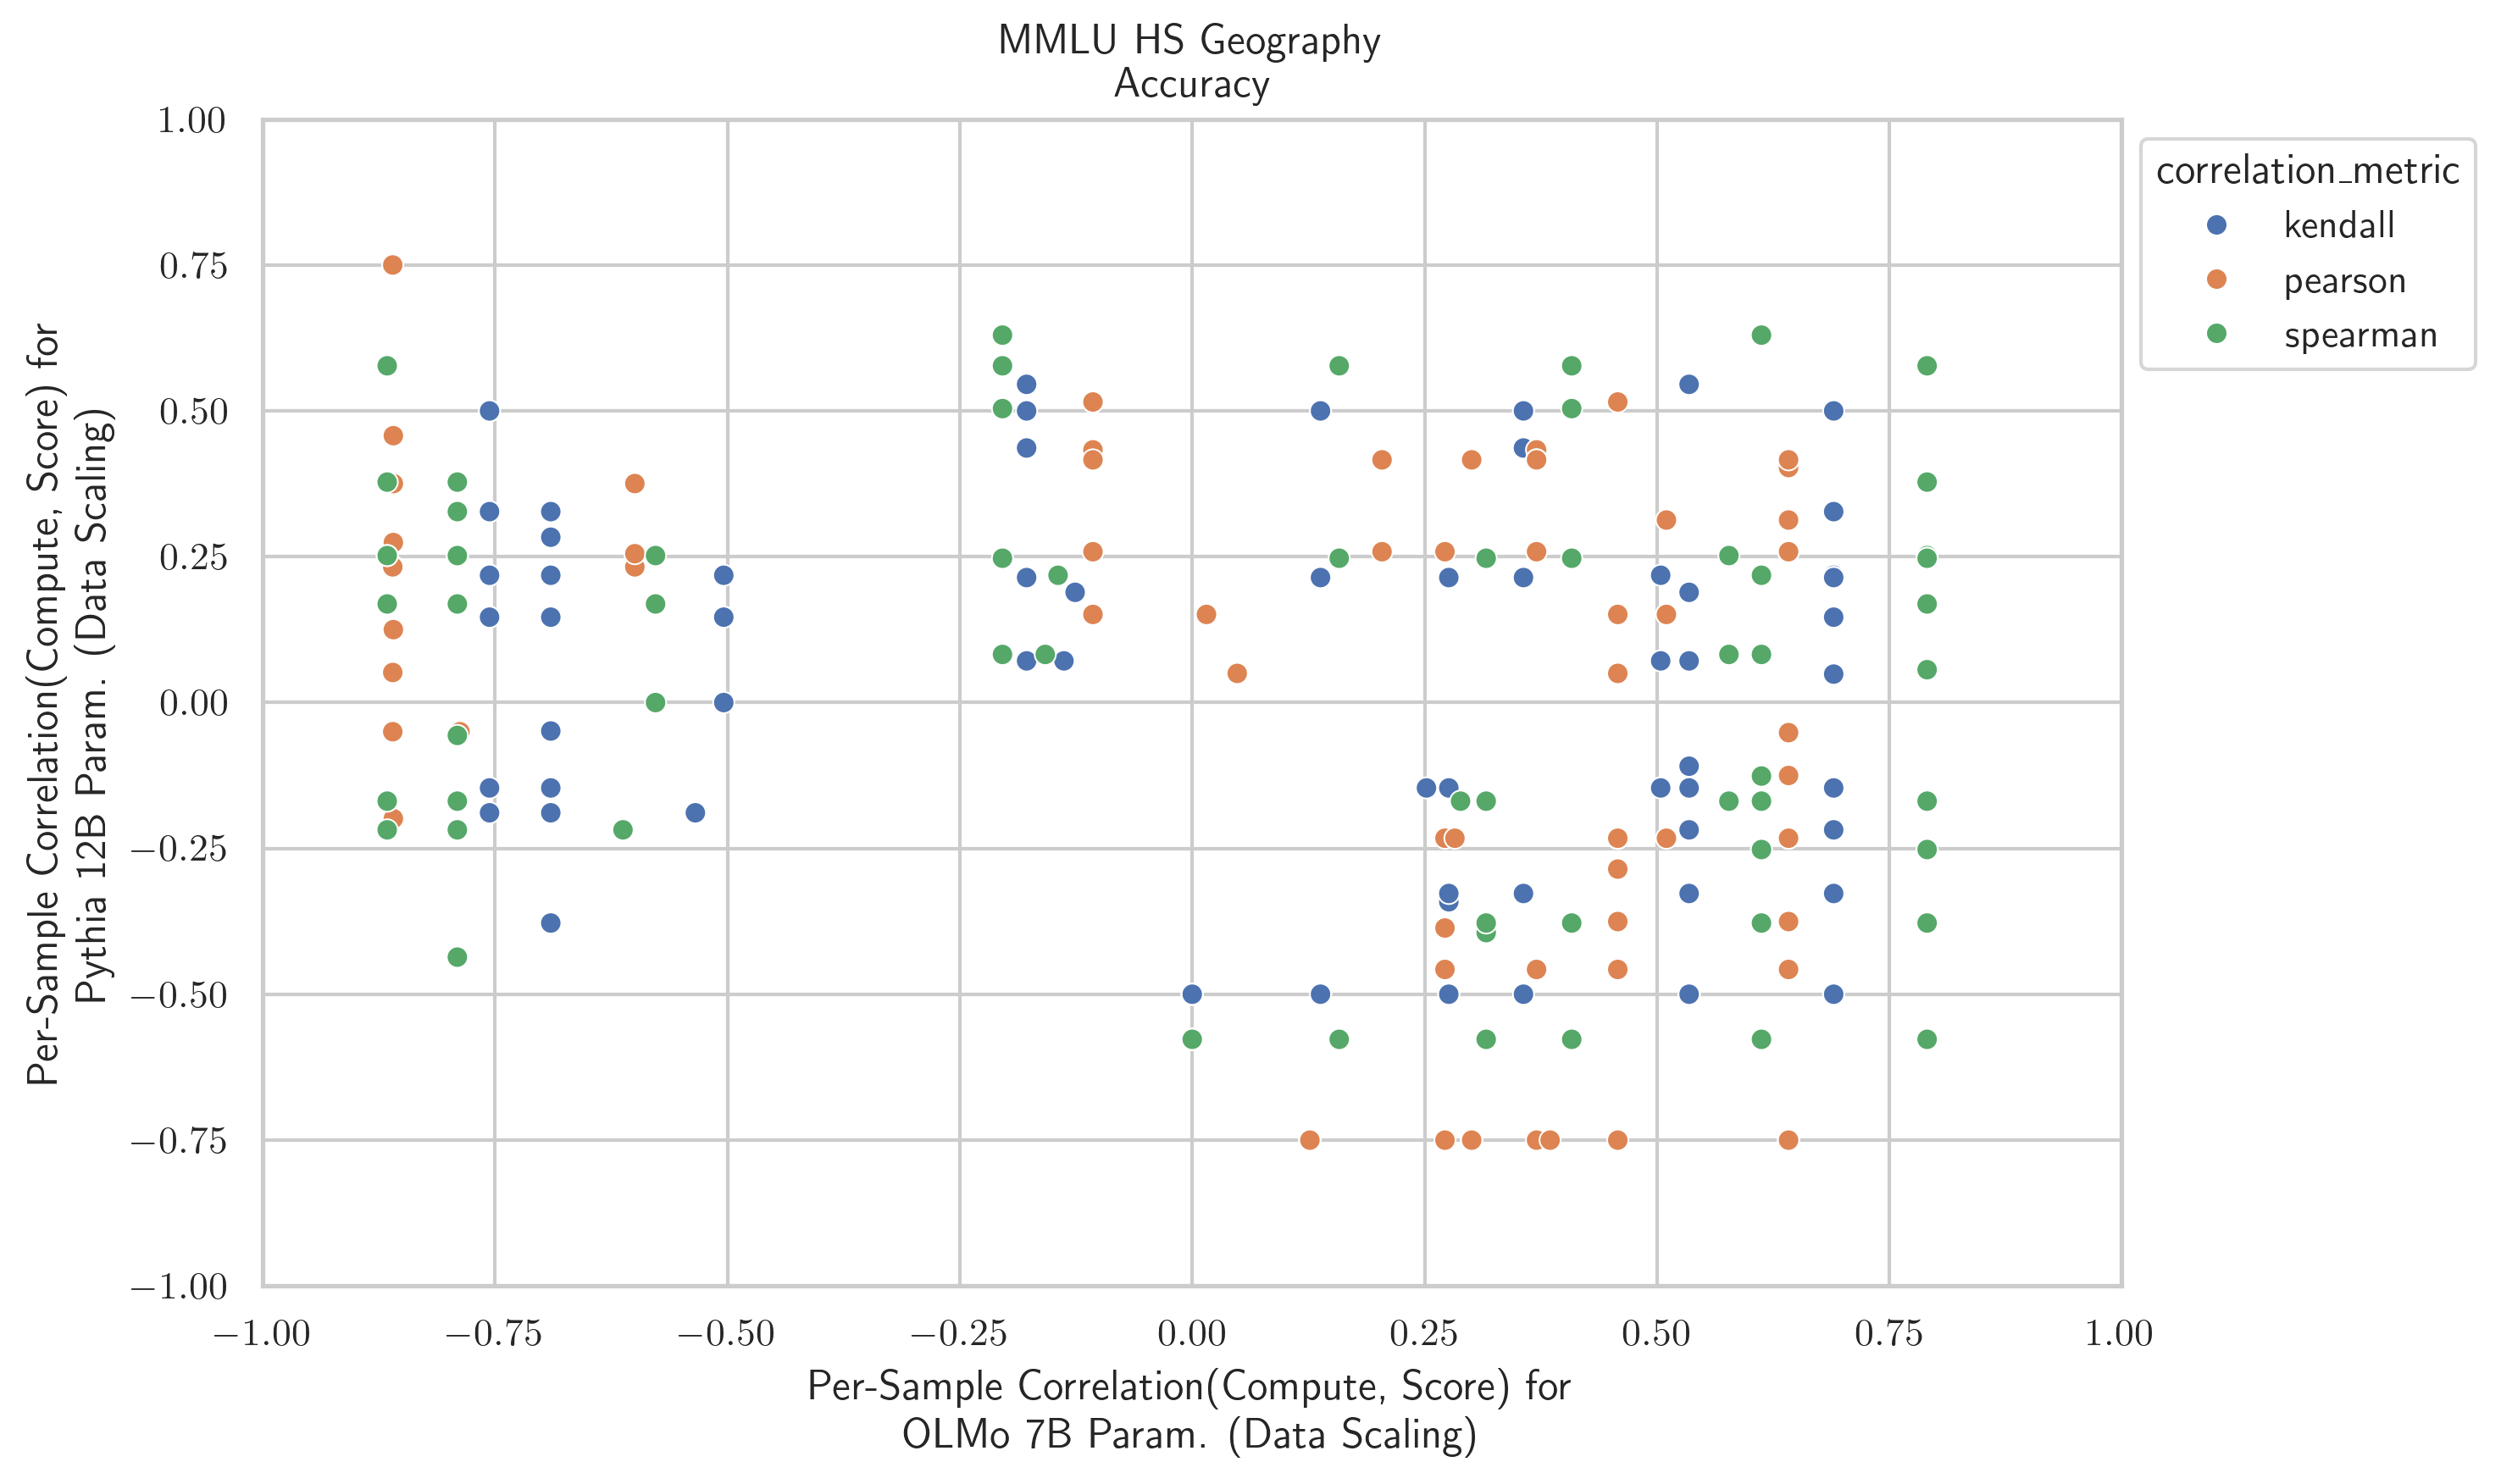 MMLU HS Geography
Accuracy
Per-Sample Correlation(Compute, Score) for
Pythia 12B Param. (Data Scaling)
1.00
0.75
0.50
0.25
0.00
−0.25
−0.50
−0.75
−1.00
−1.00
−0.75
−0.50
−0.25
0.00
0.25
0.50
0.75
1.00
Per-Sample Correlation(Compute, Score) for
OLMo 7B Param. (Data Scaling)
correlation_metric
kendall
pearson
spearman